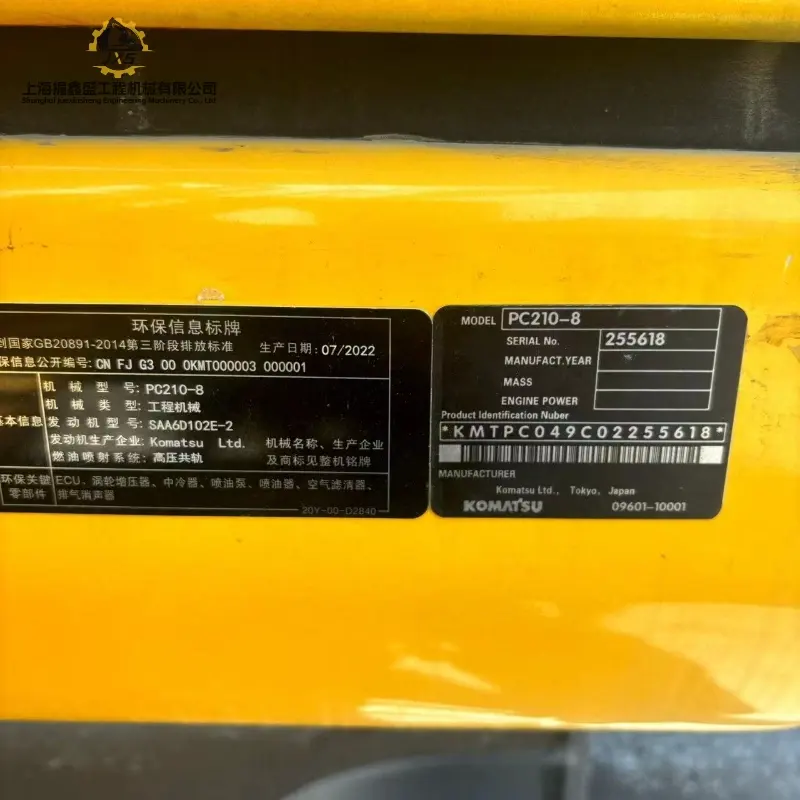 JXS
上海振鑫晟工程机械有限公司
Engineering Machinery Co., Ltd
环保信息标牌
到国家GB20891-2014第三阶段排放标准 生产日期: 07/2022
保信息公开编号: CN FJ G3 00 0KMT000003 000001
基本信息
机 械 型 号: PC210-8
机 械 类 型: 工程机械
发 动 机 型 号: SAA6D102E-2
发动机生产企业: Komatsu Ltd.
燃油喷射系统: 高压共轨
机械名称、生产企业
及商标见整机铭牌
环保关键
零部件
ECU、涡轮增压器、中冷器、喷油泵、喷油器、空气滤清器、
排气消声器
20Y-00-D2840
MODEL PC210-8
SERIAL No. 255618
MANUFACT.YEAR
MASS
ENGINE POWER
Product Identification Nuber
*KMTPC049C02255618*
MANUFACTURER
Komatsu Ltd., Tokyo, Japan
KOMATSU 09601-10001